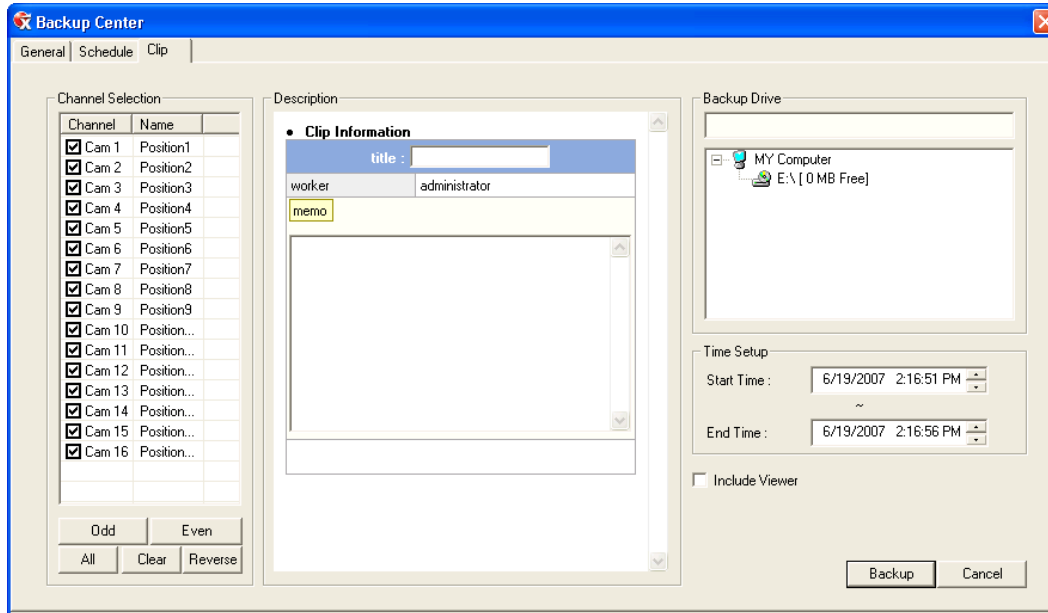 Backup Center
General Schedule Clip
Channel Selection
Channel Name
Cam 1 Position1
Cam 2 Position2
Cam 3 Position3
Cam 4 Position4
Cam 5 Position5
Cam 6 Position6
Cam 7 Position7
Cam 8 Position8
Cam 9 Position9
Cam 10 Position...
Cam 11 Position...
Cam 12 Position...
Cam 13 Position...
Cam 14 Position...
Cam 15 Position...
Cam 16 Position...
Odd Even
All Clear Reverse
Description
• Clip Information
title :
worker administrator
memo
Backup Drive
MY Computer
E:\ [ 0 MB Free]
Time Setup
Start Time : 6/19/2007 2:16:51 PM
~
End Time : 6/19/2007 2:16:56 PM
Include Viewer
Backup Cancel